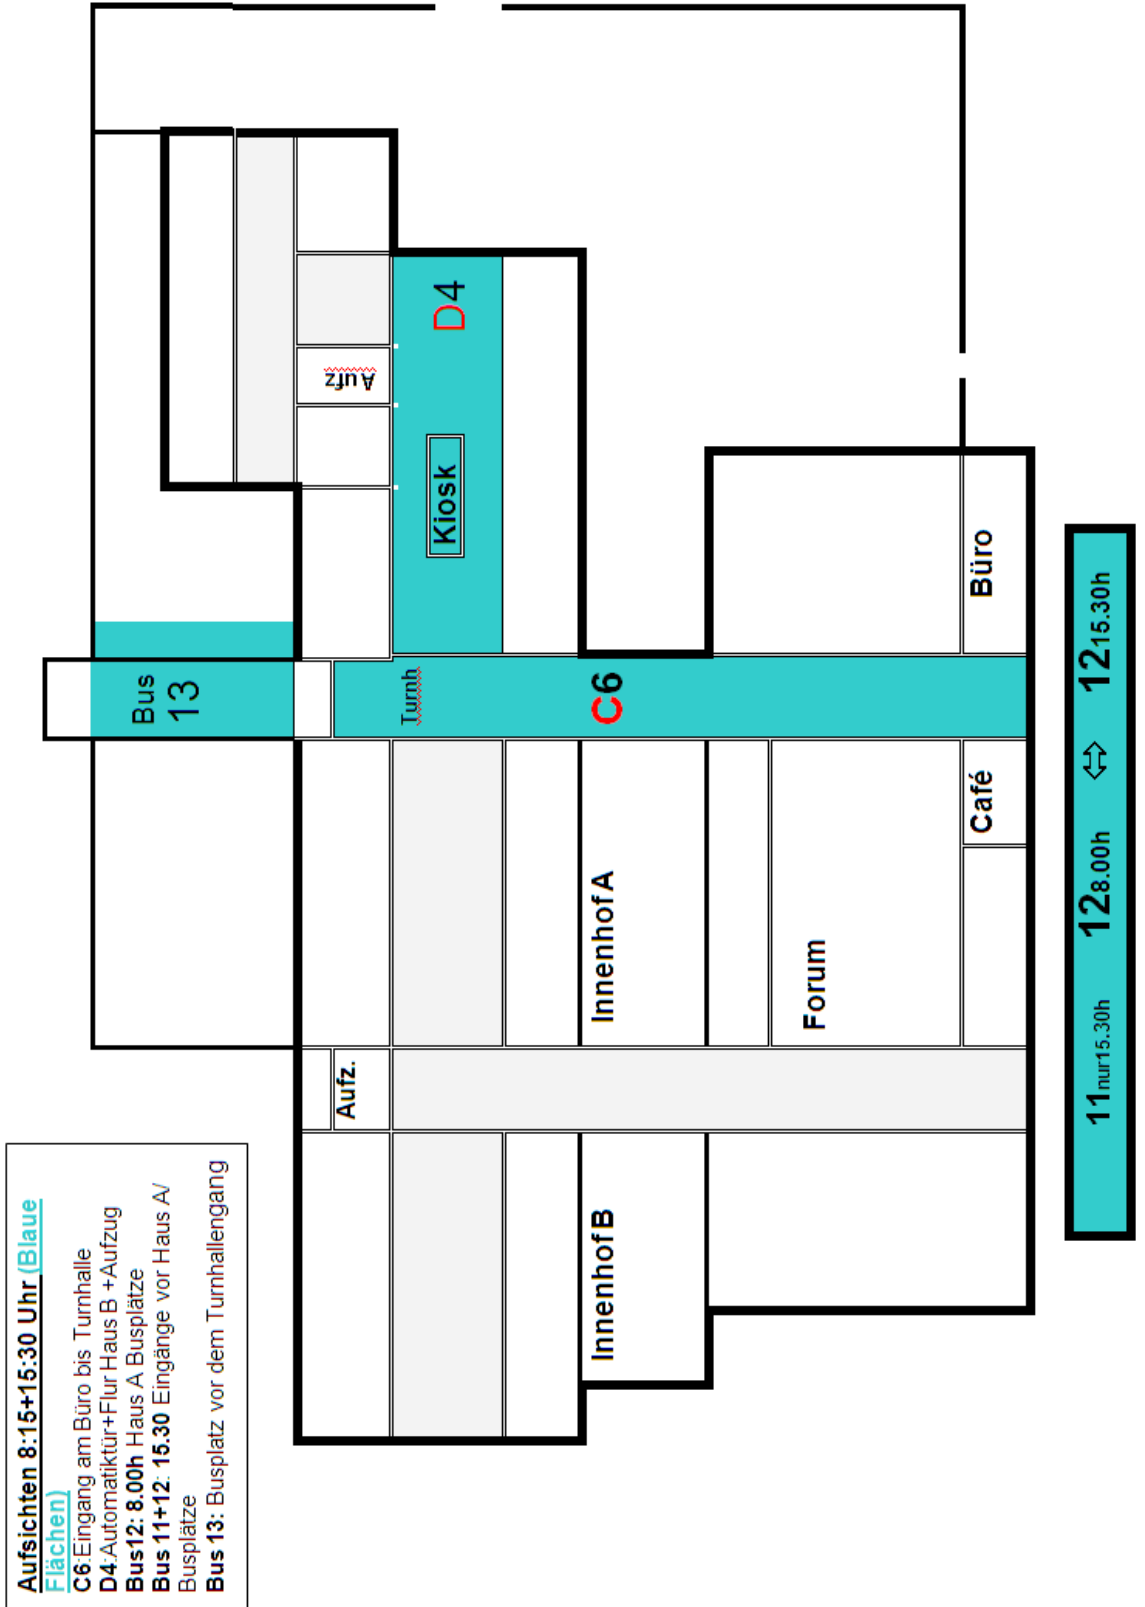 Aufsichten 8:15+15:30 Uhr (Blaue
Flächen)
C6:Eingang am Büro bis Turnhalle
D4:Automatiktür+Flur Haus B +Aufzug
Bus12: 8.00h Haus A Busplätze
Bus 11+12: 15.30 Eingänge vor Haus A/
Busplätze
Bus 13: Busplatz vor dem Turnhallengang
Bus
13
Aufz
D4
Kiosk
Turnh
C6
Aufz.
Innenhof A
Innenhof B
Forum
Büro
Café
11nur15.30h 128.00h ⇔ 1215.30h